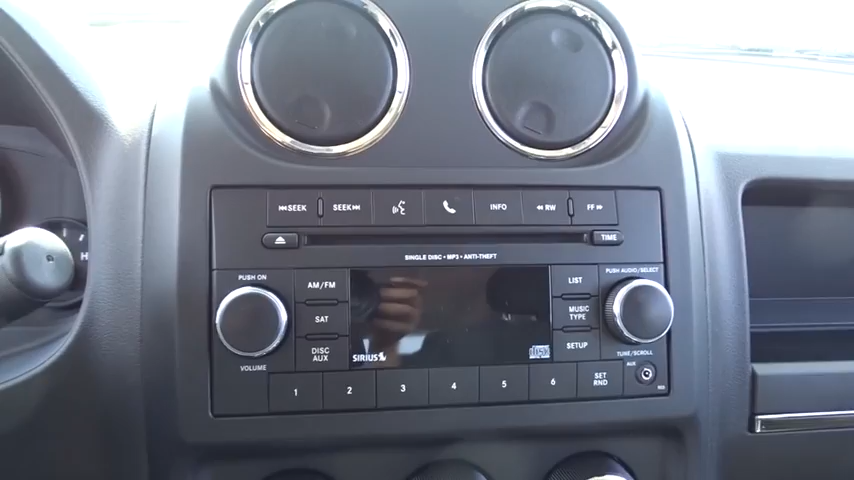 SEEK SEEK INFO RW FF
TIME
SINGLE DISC • MP3 • ANTI-THEFT
PUSH ON
AM/FM
SAT
DISC
AUX
VOLUME
SIRIUS
LIST
MUSIC
TYPE
SETUP
PUSH AUDIO/SELECT
TUNE/SCROLL
AUX
1 2 3 4 5 6
SET
RND